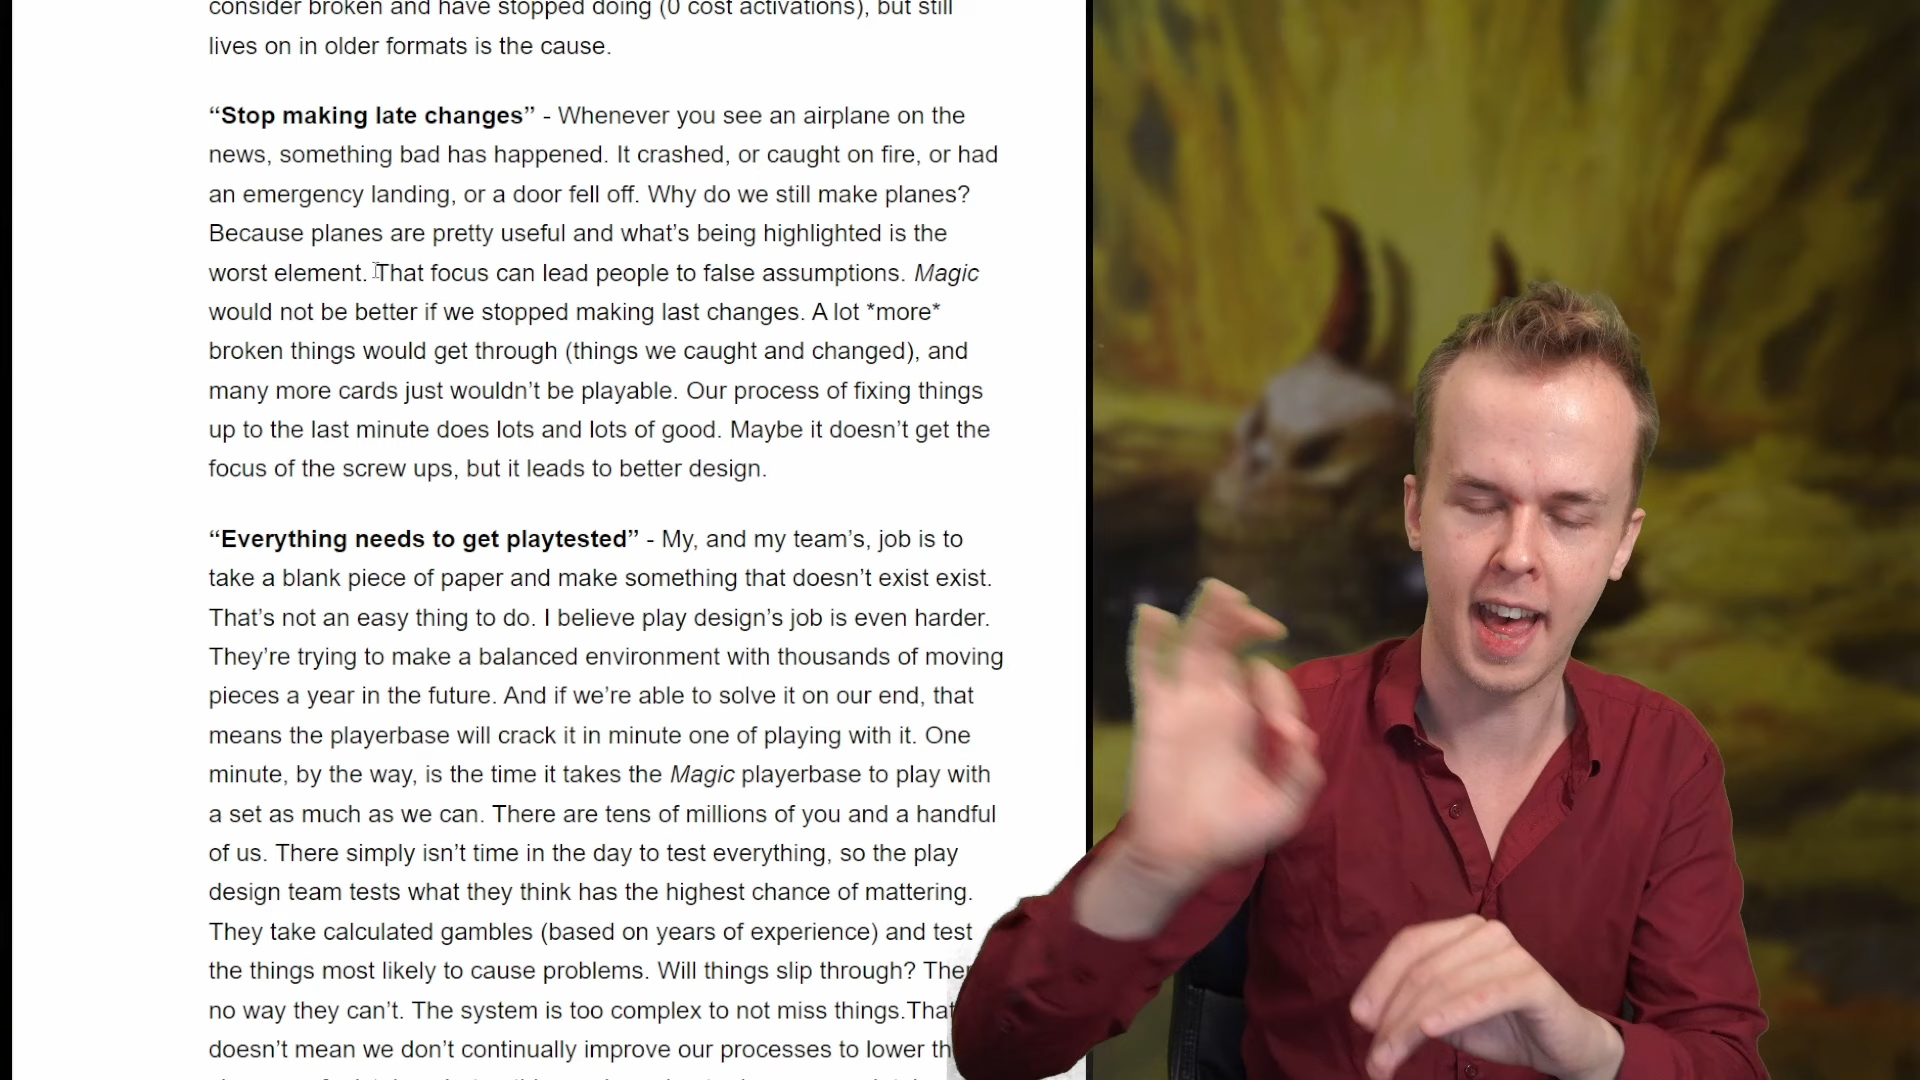 consider broken and have stopped doing (0 cost activations), but still
lives on in older formats is the cause.
“Stop making late changes” - Whenever you see an airplane on the
news, something bad has happened. It crashed, or caught on fire, or had
an emergency landing, or a door fell off. Why do we still make planes?
Because planes are pretty useful and what’s being highlighted is the
worst element. That focus can lead people to false assumptions. Magic
would not be better if we stopped making last changes. A lot *more*
broken things would get through (things we caught and changed), and
many more cards just wouldn’t be playable. Our process of fixing things
up to the last minute does lots and lots of good. Maybe it doesn’t get the
focus of the screw ups, but it leads to better design.
“Everything needs to get playtested” - My, and my team’s, job is to
take a blank piece of paper and make something that doesn’t exist exist.
That’s not an easy thing to do. I believe play design’s job is even harder.
They’re trying to make a balanced environment with thousands of moving
pieces a year in the future. And if we’re able to solve it on our end, that
means the playerbase will crack it in minute one of playing with it. One
minute, by the way, is the time it takes the Magic playerbase to play with
a set as much as we can. There are tens of millions of you and a handful
of us. There simply isn’t time in the day to test everything, so the play
design team tests what they think has the highest chance of mattering.
They take calculated gambles (based on years of experience) and test
the things most likely to cause problems. Will things slip through?
no way they can’t. The system is too complex to not miss things.That
doesn’t mean we don’t continually improve our processes to lower